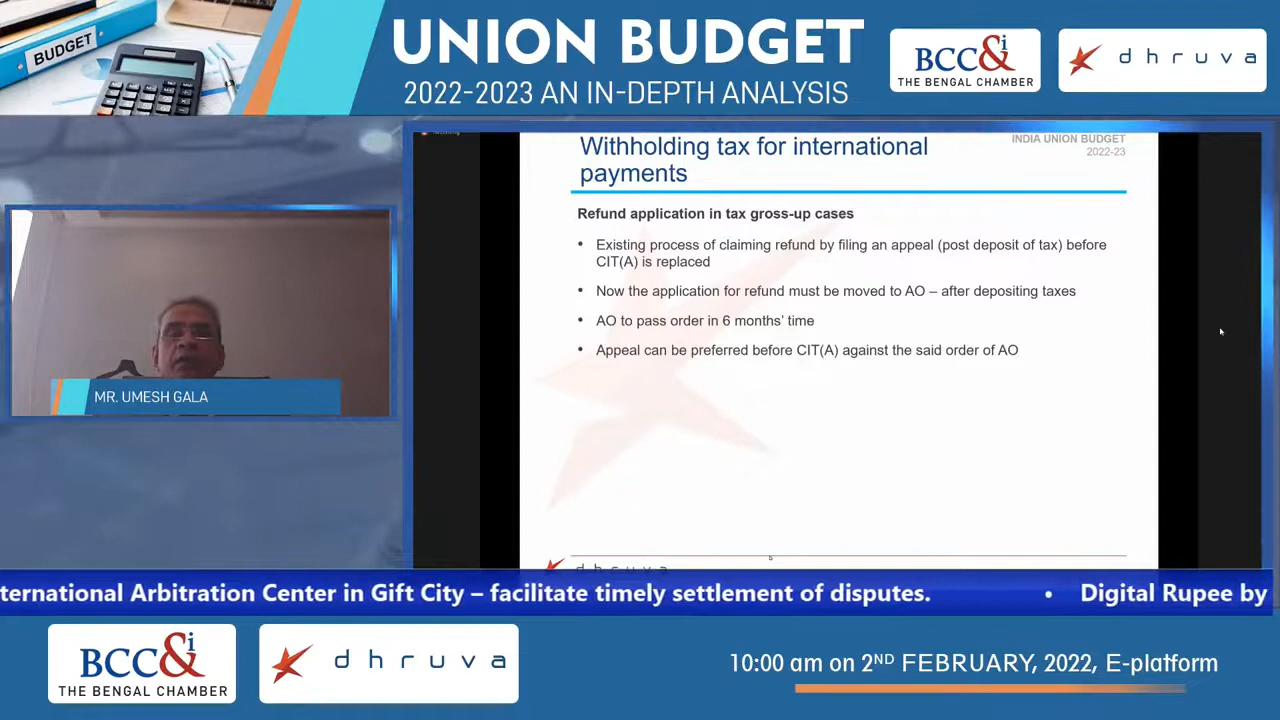 BUDGET
UNION BUDGET
2022-2023 AN IN-DEPTH ANALYSIS
BCC&i
THE BENGAL CHAMBER
dhruva
Withholding tax for international
payments
INDIA UNION BUDGET
2022-23
Refund application in tax gross-up cases
• Existing process of claiming refund by filing an appeal (post deposit of tax) before
CIT(A) is replaced
• Now the application for refund must be moved to AO – after depositing taxes
• AO to pass order in 6 months' time
• Appeal can be preferred before CIT(A) against the said order of AO
MR. UMESH GALA
dhruva
ternational Arbitration Center in Gift City – facilitate timely settlement of disputes. • Digital Rupee by
BCC&i
THE BENGAL CHAMBER
dhruva
10:00 am on 2ND FEBRUARY, 2022, E-platform